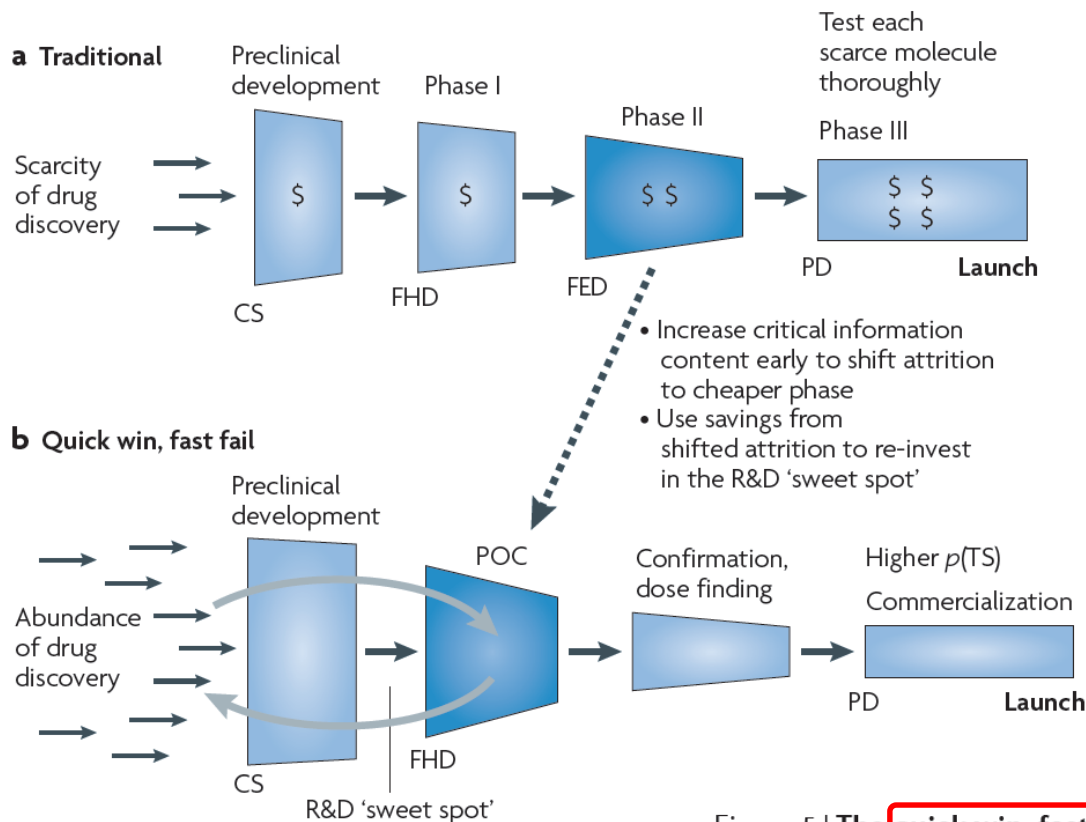 a Traditional
Preclinical
development
Phase I
Phase II
Test each
scarce molecule
thoroughly
Phase III
Scarcity
of drug
discovery
$
$
$ $
$ $
$ $
CS
FHD
FED
PD
Launch
• Increase critical information
content early to shift attrition
to cheaper phase
• Use savings from
shifted attrition to re-invest
in the R&D ‘sweet spot’
b Quick win, fast fail
Preclinical
development
POC
Confirmation,
dose finding
Higher p(TS)
Commercialization
Abundance
of drug
discovery
CS
FHD
PD
Launch
R&D ‘sweet spot’